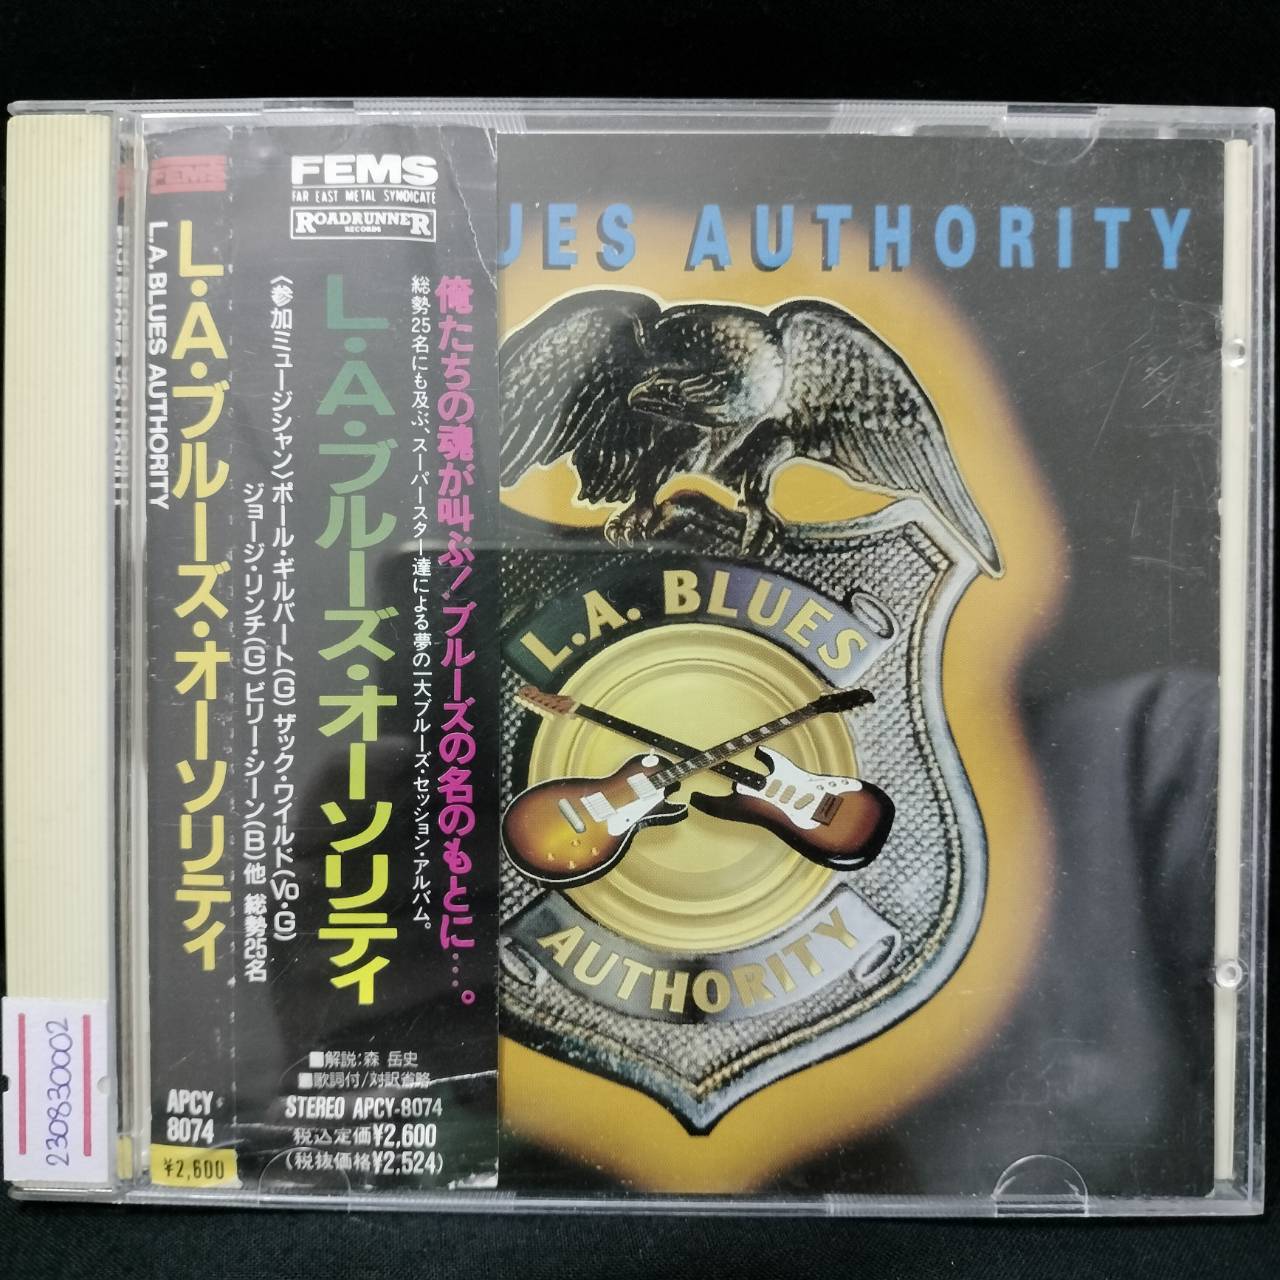 FEMS
L.A.ブルーズ・オーソリティ
L.A.BLUES AUTHORITY
APCY
8074
¥2,600
FEMS
FAR EAST METAL SYNDICATE
ROADRUNNER
RECORDS
俺たちの魂が叫ぶ!ブルーズの名のもとに…。
総勢25名にも及ぶ、スーパースター達による夢の一大ブルーズ・セッション・アルバム。
L.A.ブルーズ・オーソリティ
〈参加ミュージシャン〉ポール・ギルバート(G) ザック・ワイルド(Vo・G)
ジョージ・リンチ(G) ビリー・シーン(B) 他 総勢25名
■解説:森 岳史
■歌詞付/対訳省略
STEREO APCY-8074
税込定価¥2,600
(税抜価格¥2,524)
UES AUTHORITY
L.A. BLUES
AUTHORITY
230830002